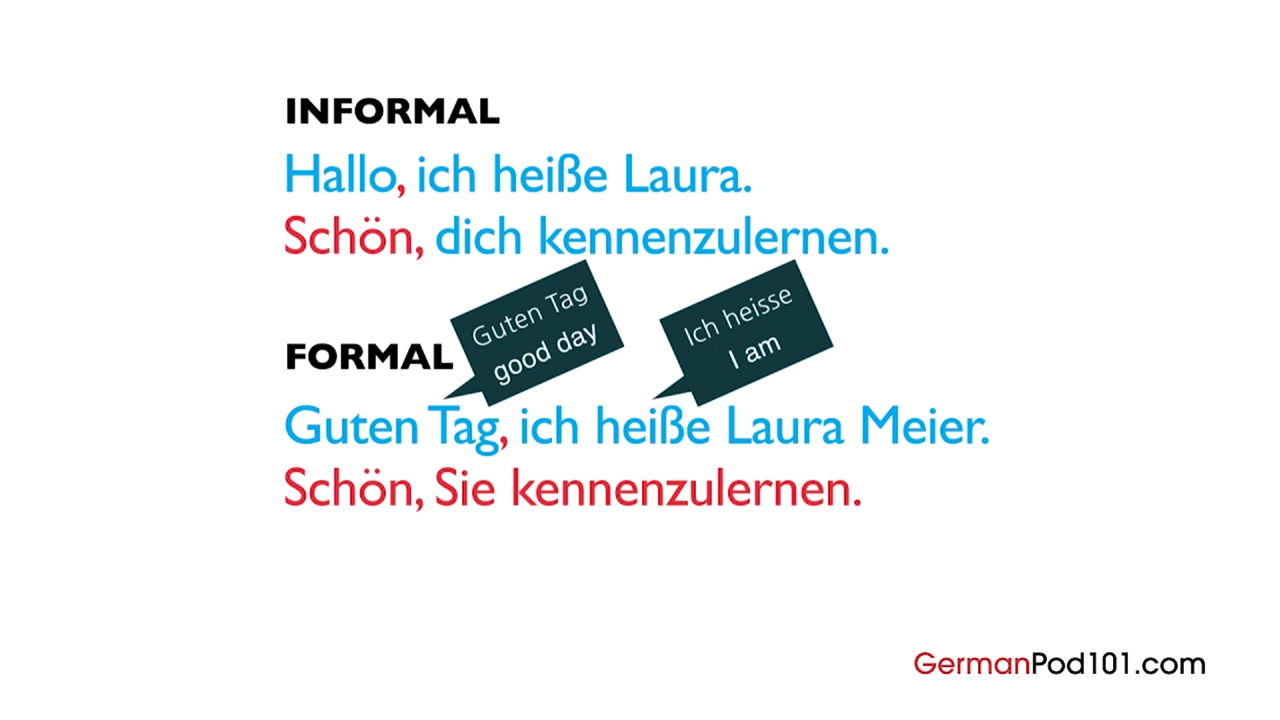 INFORMAL
Hallo, ich heiße Laura.
Schön, dich kennenzulernen.
Guten Tag
good day
Ich heisse
I am
FORMAL
Guten Tag, ich heiße Laura Meier.
Schön, Sie kennenzulernen.
GermanPod101.com